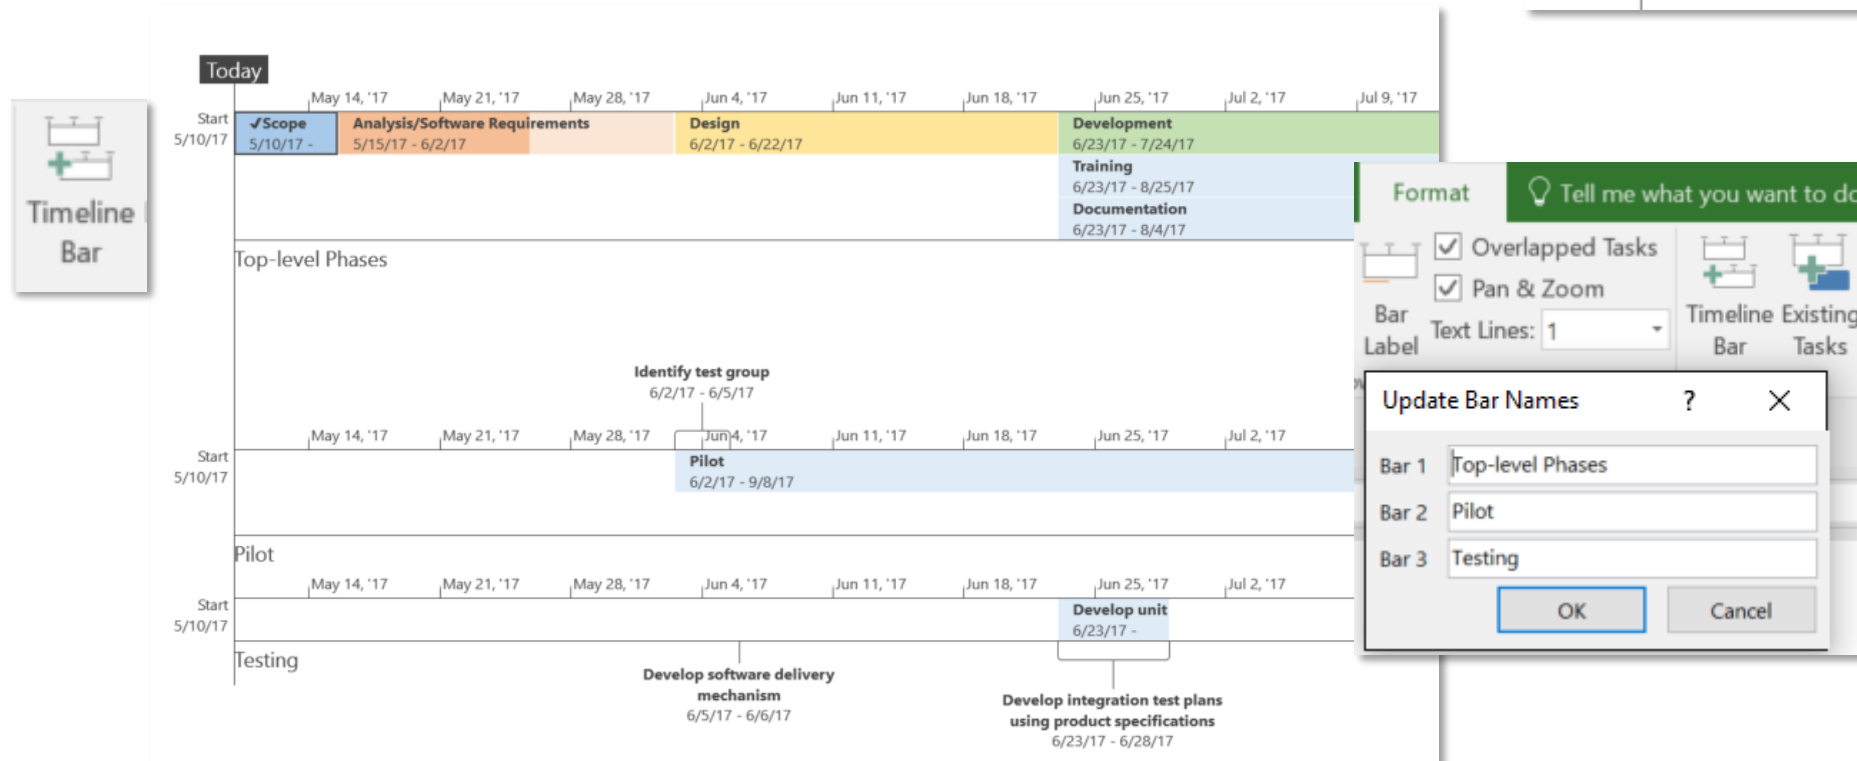 Timeline
Bar
Today
May 14, '17 May 21, '17 May 28, '17 Jun 4, '17 Jun 11, '17 Jun 18, '17 Jun 25, '17 Jul 2, '17 Jul 9, '17
Start
5/10/17
✓Scope
5/10/17 -
Analysis/Software Requirements
5/15/17 - 6/2/17
Design
6/2/17 - 6/22/17
Development
6/23/17 - 7/24/17
Training
6/23/17 - 8/25/17
Documentation
6/23/17 - 8/4/17
Top-level Phases
Identify test group
6/2/17 - 6/5/17
May 14, '17 May 21, '17 May 28, '17 Jun 4, '17 Jun 11, '17 Jun 18, '17 Jun 25, '17 Jul 2, '17
Start
5/10/17
Pilot
6/2/17 - 9/8/17
Pilot
May 14, '17 May 21, '17 May 28, '17 Jun 4, '17 Jun 11, '17 Jun 18, '17 Jun 25, '17 Jul 2, '17
Start
5/10/17
Develop unit
6/23/17 -
Testing
Develop software delivery
mechanism
6/5/17 - 6/6/17
Develop integration test plans
using product specifications
6/23/17 - 6/28/17
Format Tell me what you want to do
Overlapped Tasks
Pan & Zoom
Text Lines: 1
Bar
Label
Timeline
Bar
Existing
Tasks
Update Bar Names ?
Bar 1 Top-level Phases
Bar 2 Pilot
Bar 3 Testing
OK Cancel